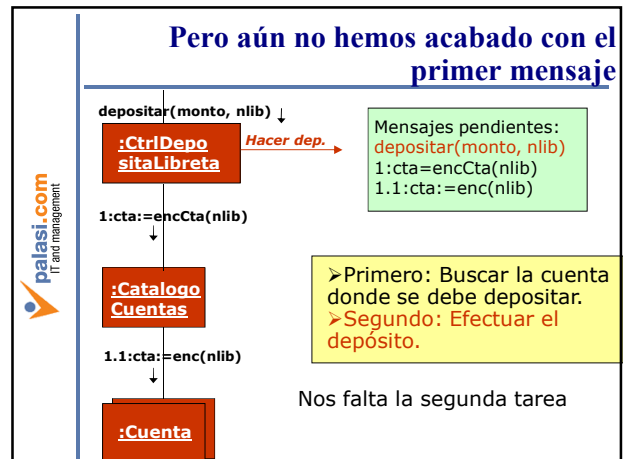 Pero aún no hemos acabado con el
primer mensaje
depositar(monto, nlib)
:CtrlDepo
sitaLibreta
Hacer dep.
Mensajes pendientes:
depositar(monto, nlib)
1:cta=encCta(nlib)
1.1:cta:=enc(nlib)
1:cta:=encCta(nlib)
:Catalogo
Cuentas
➢Primero: Buscar la cuenta
donde se debe depositar.
➢Segundo: Efectuar el
depósito.
1.1:cta:=enc(nlib)
Nos falta la segunda tarea
:Cuenta
palasi.com
IT and management